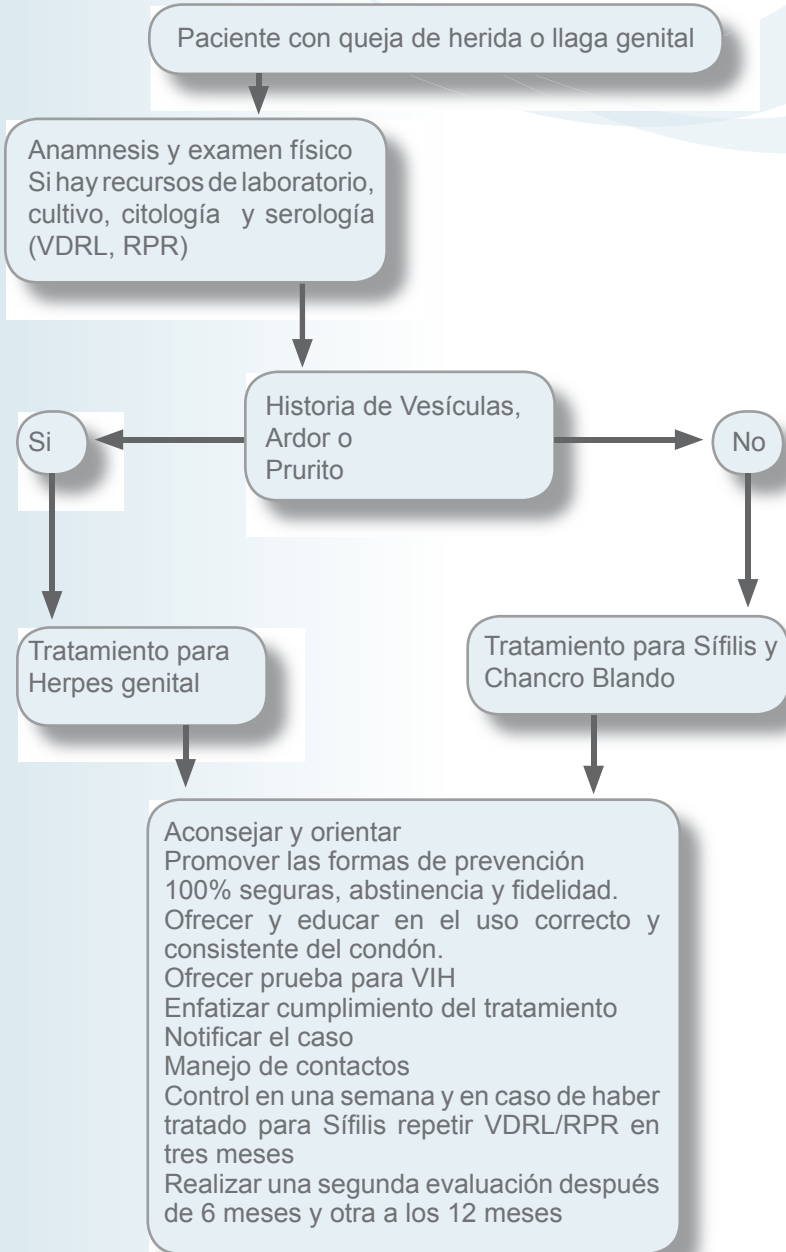 Paciente con queja de herida o llaga genital
Anamnesis y examen físico
Si hay recursos de laboratorio,
cultivo, citología y serología
(VDRL, RPR)
Historia de Vesículas,
Ardor o
Prurito
Si
No
Tratamiento para
Herpes genital
Tratamiento para Sífilis y
Chancro Blando
Aconsejar y orientar
Promover las formas de prevención
100% seguras, abstinencia y fidelidad.
Ofrecer y educar en el uso correcto y
consistente del condón.
Ofrecer prueba para VIH
Enfatizar cumplimiento del tratamiento
Notificar el caso
Manejo de contactos
Control en una semana y en caso de haber
tratado para Sífilis repetir VDRL/RPR en
tres meses
Realizar una segunda evaluación después
de 6 meses y otra a los 12 meses